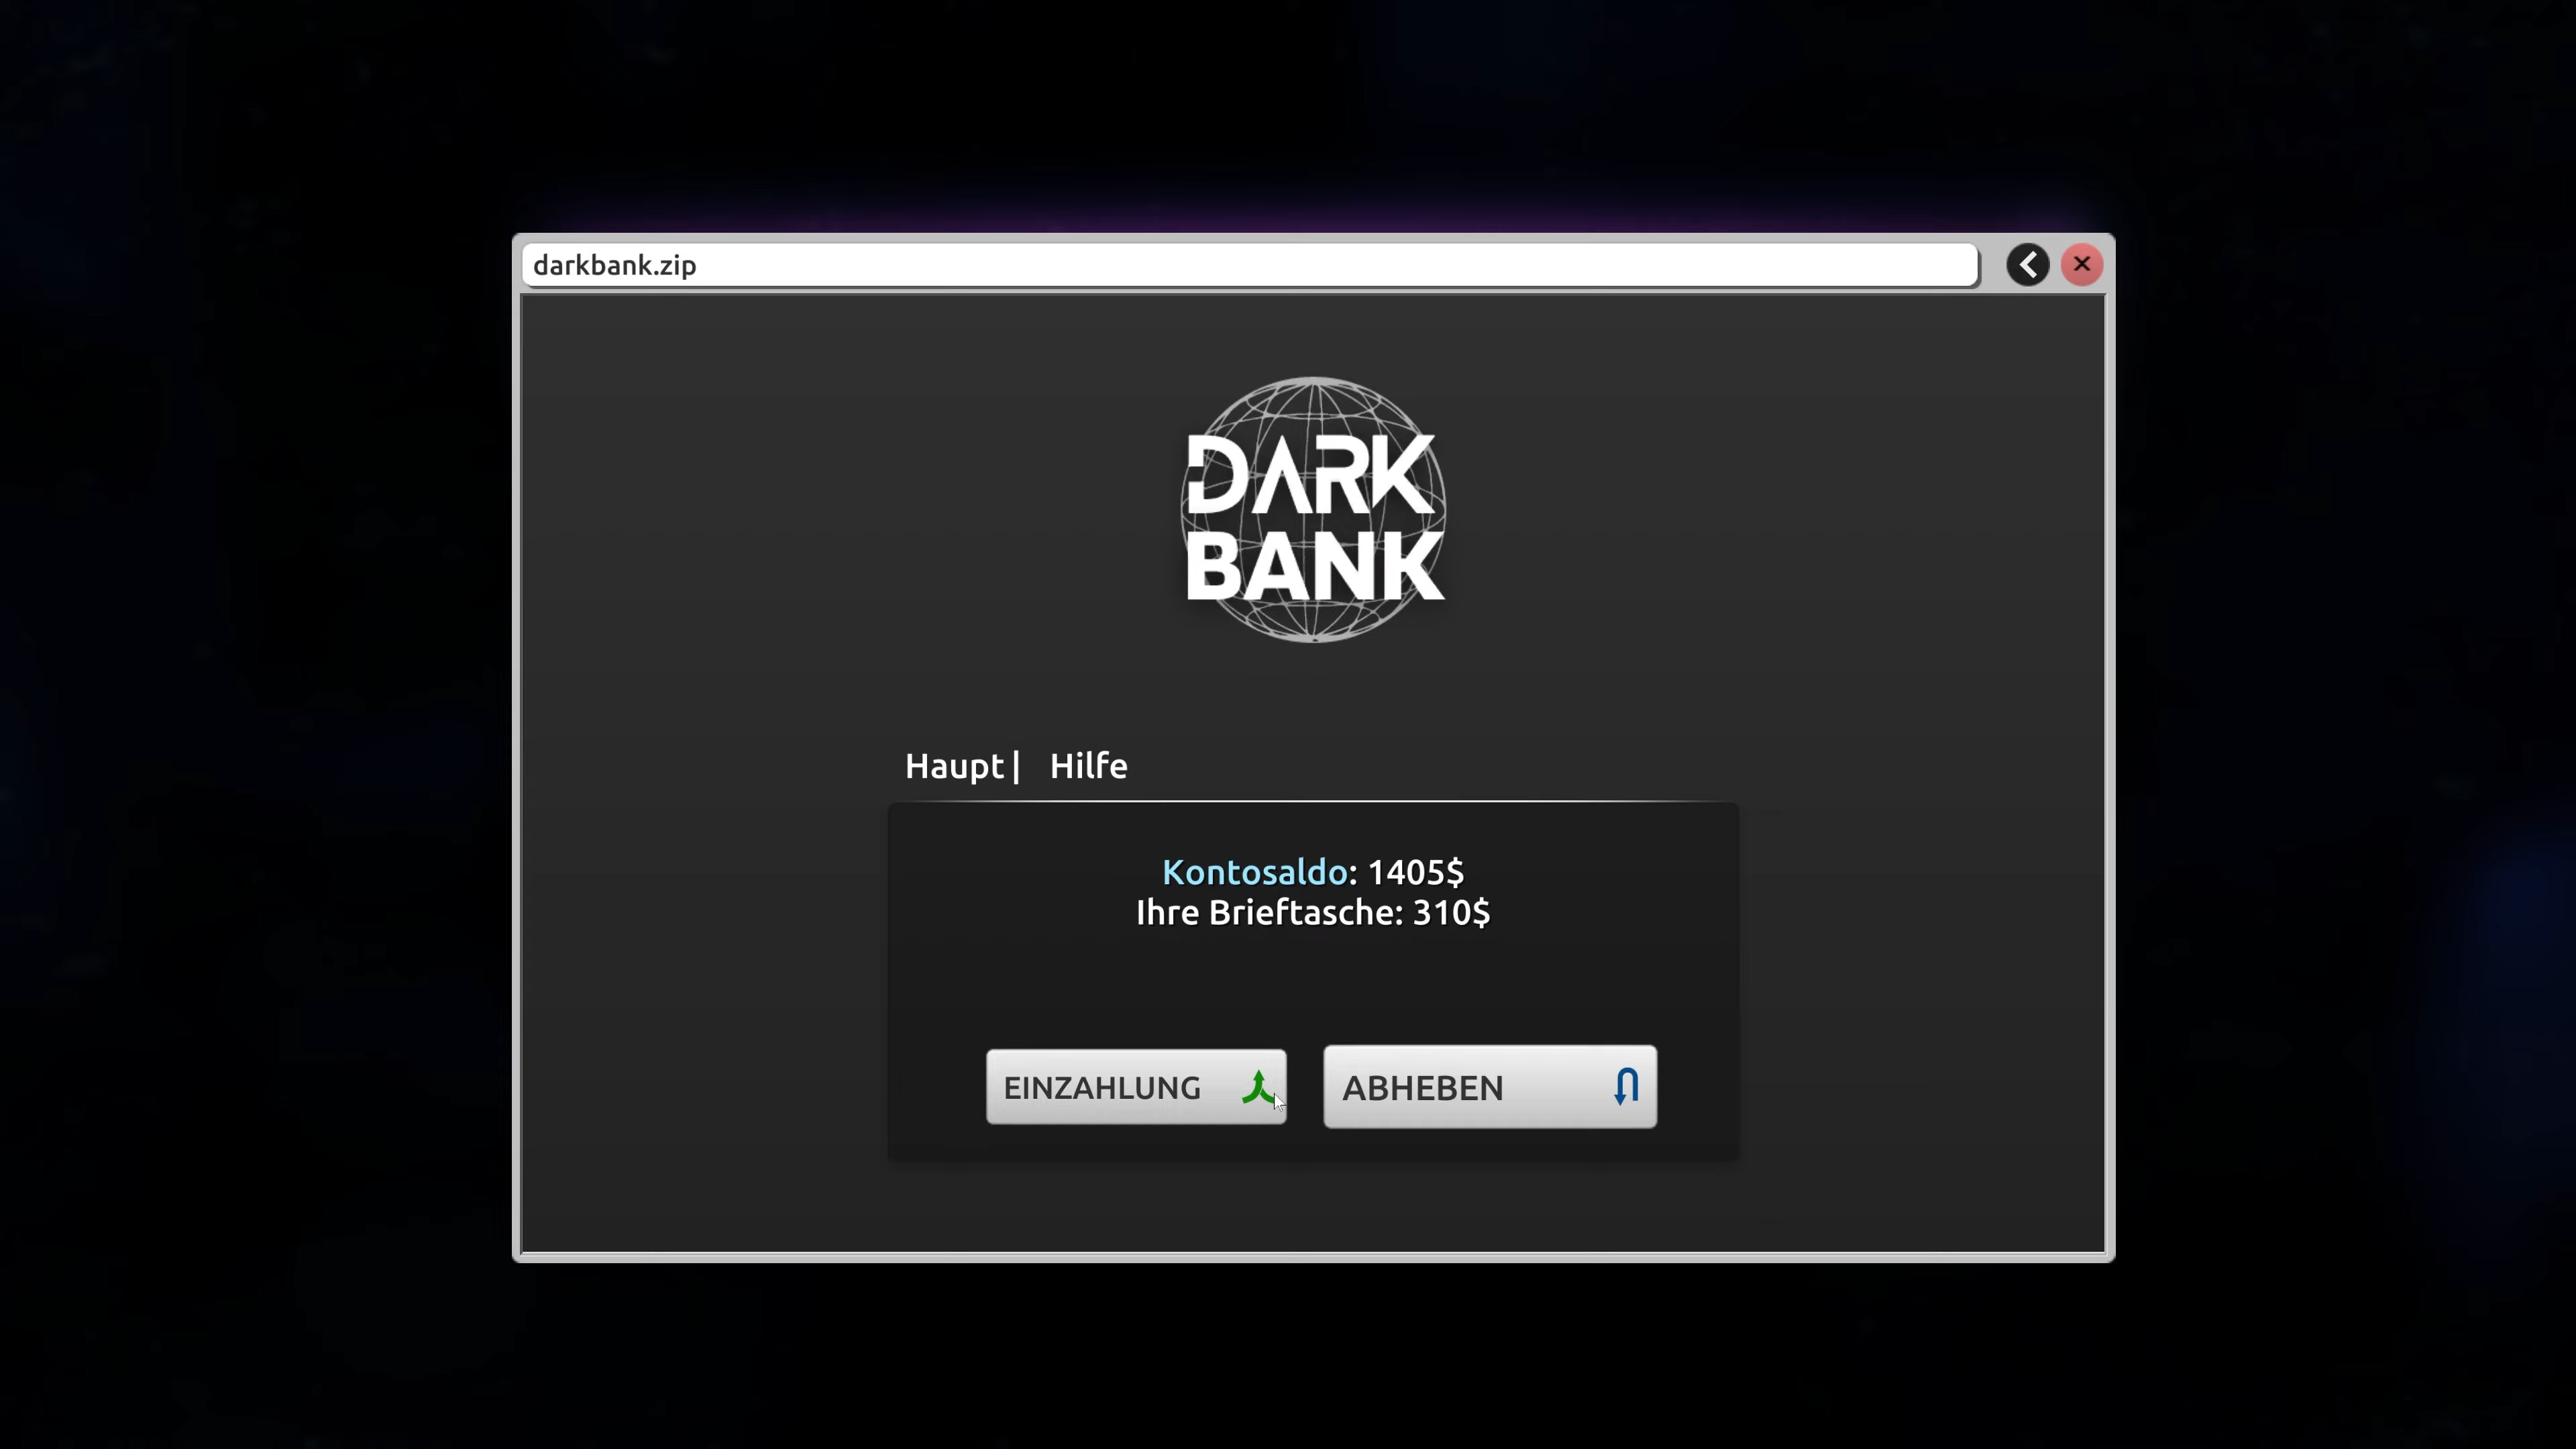 darkbank.zip
DARK
BANK
Haupt | Hilfe
Kontosaldo: 1405$
Ihre Brieftasche: 310$
EINZAHLUNG
ABHEBEN